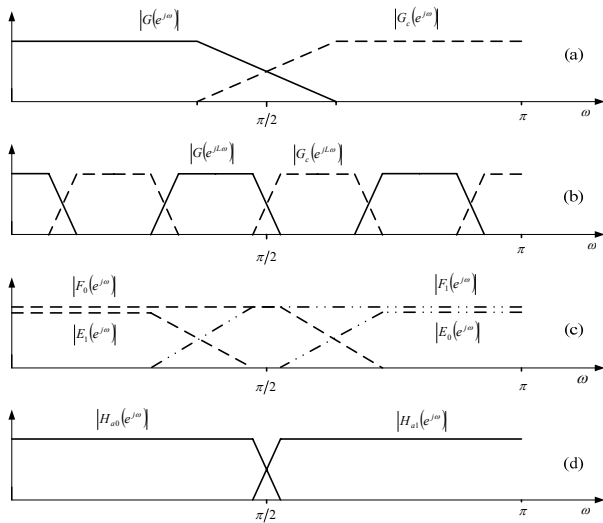 |G(e^{jω})|
|G_c(e^{jω})|
(a)
π/2
π
ω
|G(e^{jLω})|
|G_c(e^{jLω})|
(b)
π/2
π
ω
|F_0(e^{jω})|
|F_1(e^{jω})|
|E_1(e^{jω})|
|E_0(e^{jω})|
(c)
π/2
π
ω
|H_{a0}(e^{jω})|
|H_{a1}(e^{jω})|
(d)
π/2
π
ω